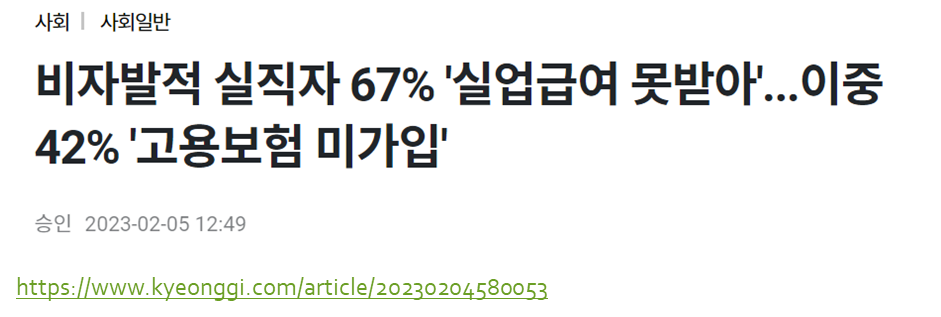 사회 | 사회일반
비자발적 실직자 67% '실업급여 못받아'...이중
42% '고용보험 미가입'
승인 2023-02-05 12:49
https://www.kyeonggi.com/article/20230204580053